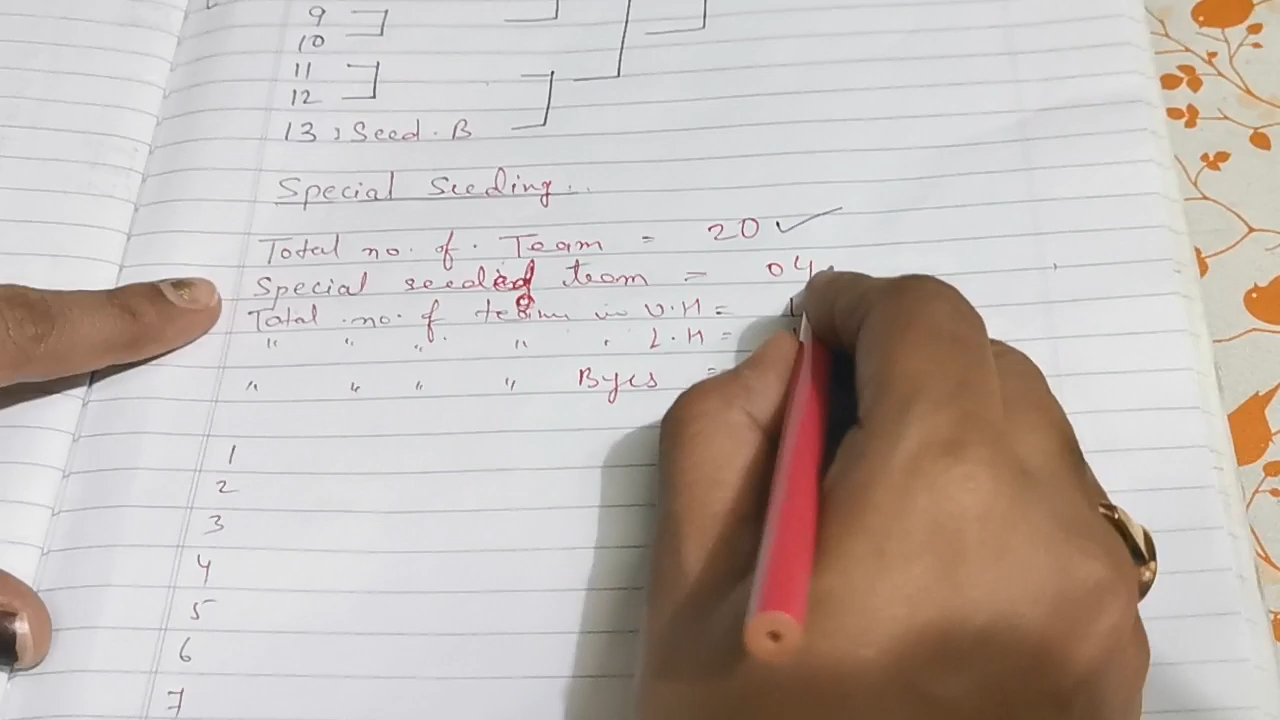 9
10
11
12
13, Seed. B
Special Seeding..
Total no. of. Team = 20 ✓
Special seeded team = 04
Total no. of team in U.H = 1
" " " " " L.H =
" " " " Byes =
1
2
3
4
5
6
7